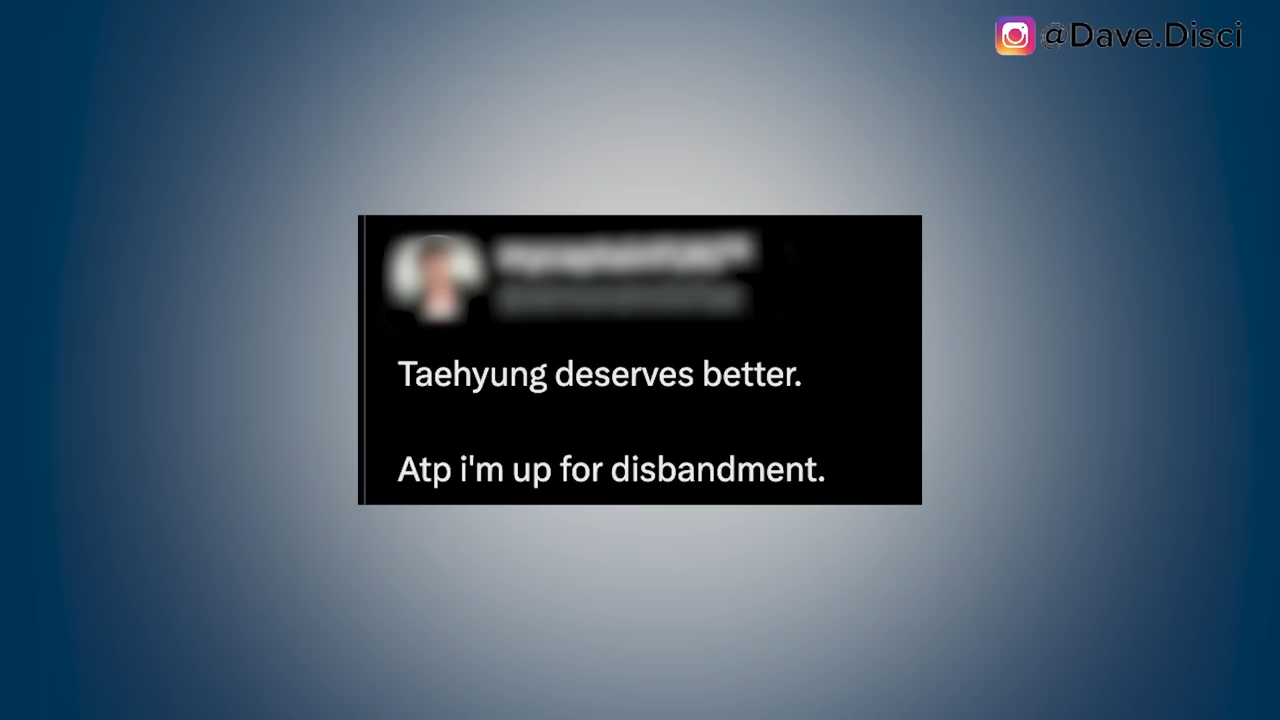 @Dave.Disci
Taehyung deserves better.
Atp i'm up for disbandment.